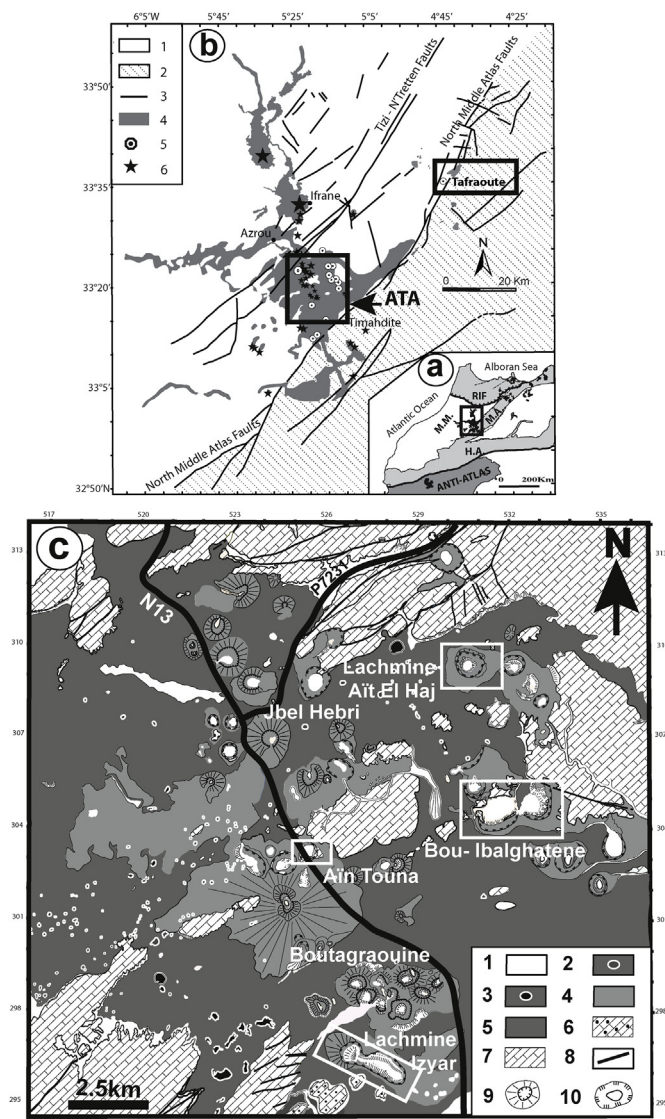 6°5'W 5°45' 5°25' 5°5' 4°45' 4°25'
b
1
2
3
4
5
6
33°50'
33°35'
33°20'
33°5'
32°50'N
Tizi - N'Tretten Faults
North Middle Atlas Faults
Tafraoute
Ifrane
Azrou
N
0 20 Km
ATA
Timahdite
North Middle Atlas Faults
a
Alboran Sea
Atlantic Ocean
RIF
M.M.
M.A.
H.A.
ANTI-ATLAS
0 200Km
517 520 523 526 529 532 535
c
N
313
310
307
304
301
298
295
N13
P7231
Lachmine
Aït El Haj
Jbel Hebri
Bou- Ibalghatene
Aïn Touna
Boutagraouine
Lachmine
Izyar
2.5km
1 2
3 4
5 6
7 8
9 10